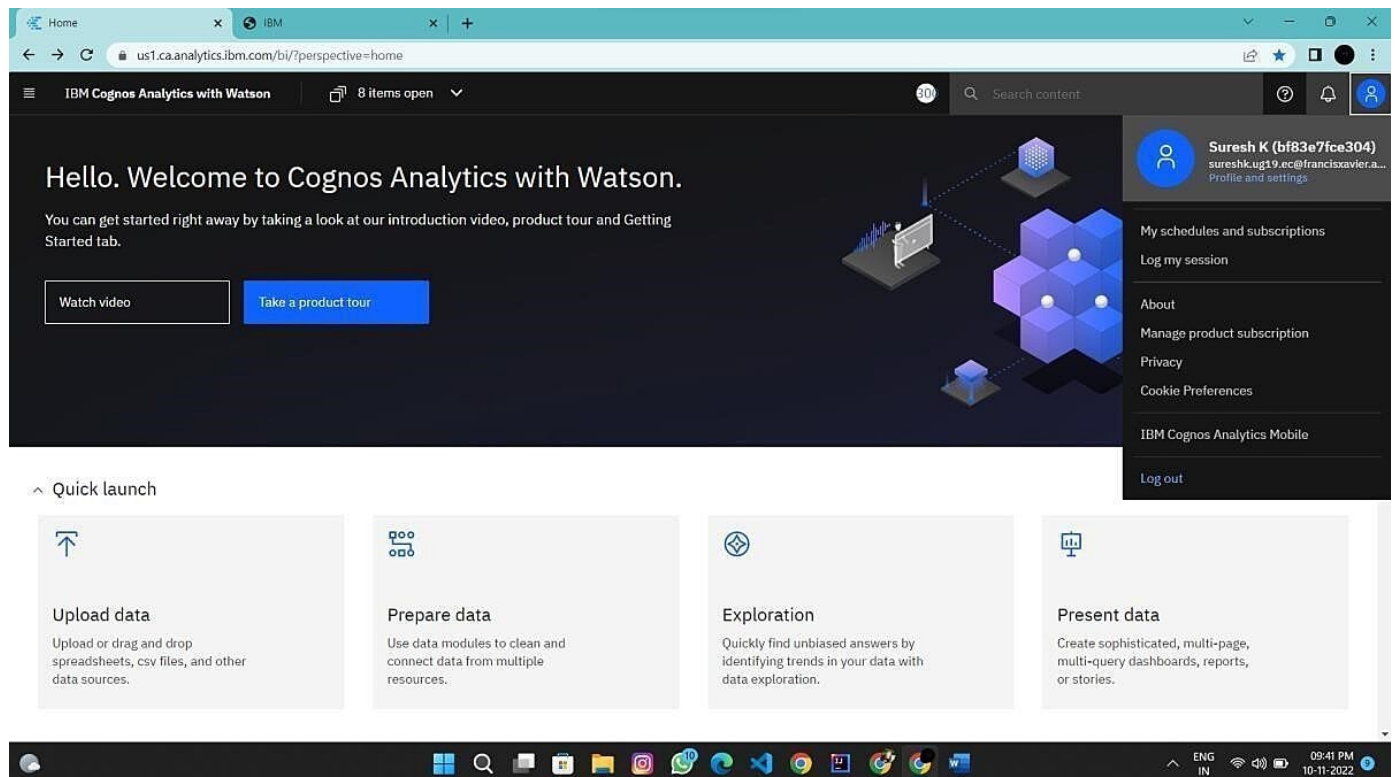 Home
IBM
us1.ca.analytics.ibm.com/bi/?perspective=home
IBM Cognos Analytics with Watson
8 items open
30
Search content
Hello. Welcome to Cognos Analytics with Watson.
You can get started right away by taking a look at our introduction video, product tour and Getting
Started tab.
Watch video
Take a product tour
Suresh K (bf83e7fce304)
sureshk.ug19.ec@francisxavier.a...
Profile and settings
My schedules and subscriptions
Log my session
About
Manage product subscription
Privacy
Cookie Preferences
IBM Cognos Analytics Mobile
Log out
Quick launch
Upload data
Upload or drag and drop
spreadsheets, csv files, and other
data sources.
Prepare data
Use data modules to clean and
connect data from multiple
resources.
Exploration
Quickly find unbiased answers by
identifying trends in your data with
data exploration.
Present data
Create sophisticated, multi-page,
multi-query dashboards, reports,
or stories.
10
ENG
IN
09:41 PM
10-11-2022
9